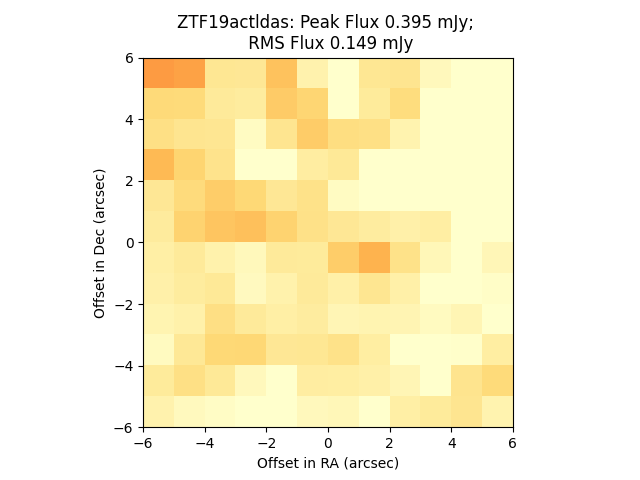 ZTF19actldas: Peak Flux 0.395 mJy;
RMS Flux 0.149 mJy
6
4
2
0
−2
−4
−6
Offset in Dec (arcsec)
−6 −4 −2 0 2 4 6
Offset in RA (arcsec)